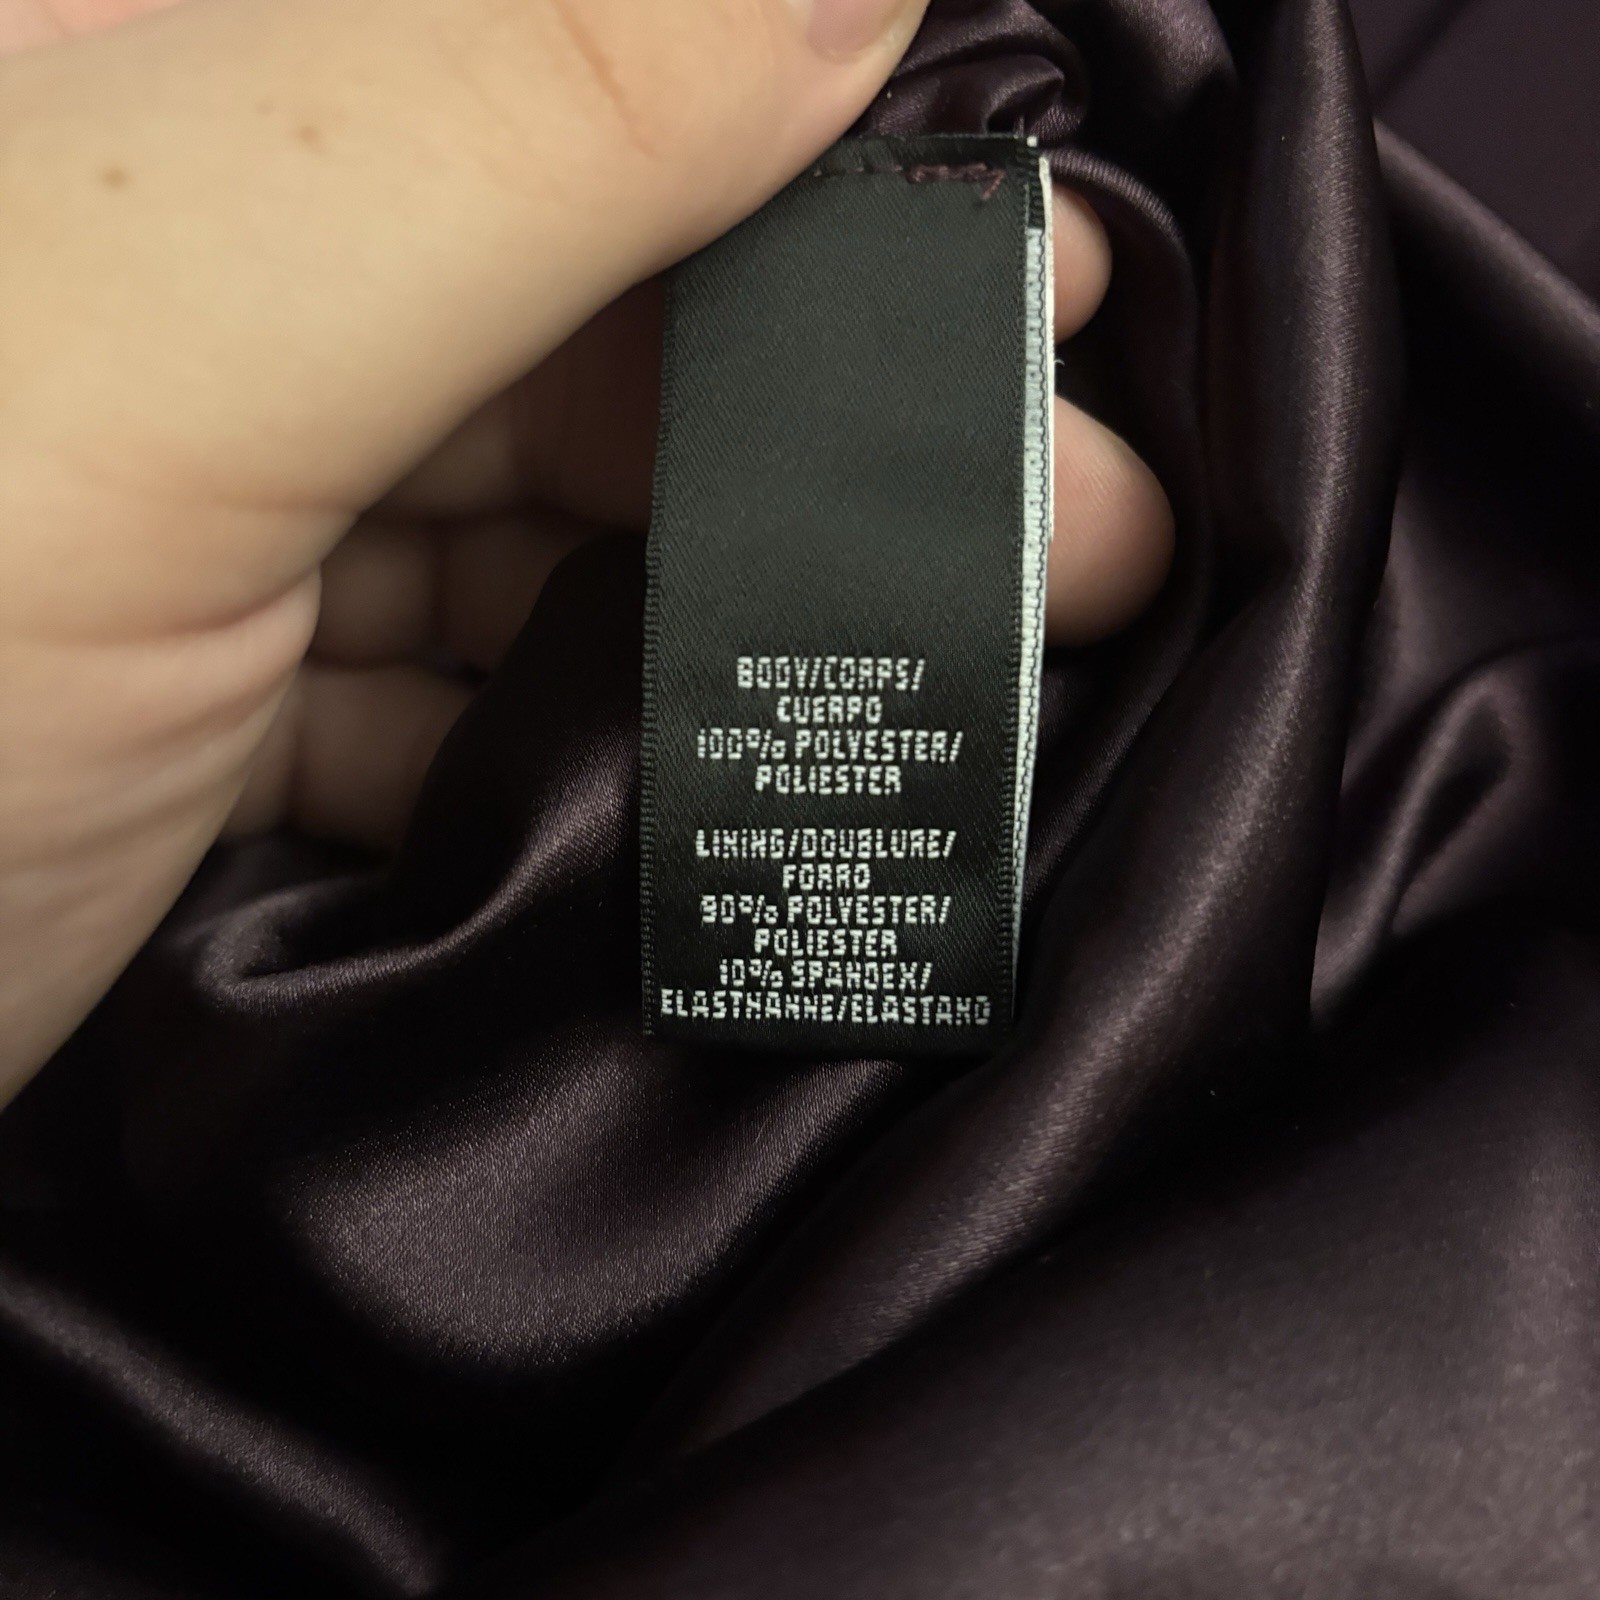 BODY/CORPS/
CUERPO
100% POLYESTER/
POLIESTER
LINING/DOUBLURE/
FORRO
90% POLYESTER/
POLIESTER
10% SPANDEX/
ELASTHANNE/ELASTANO